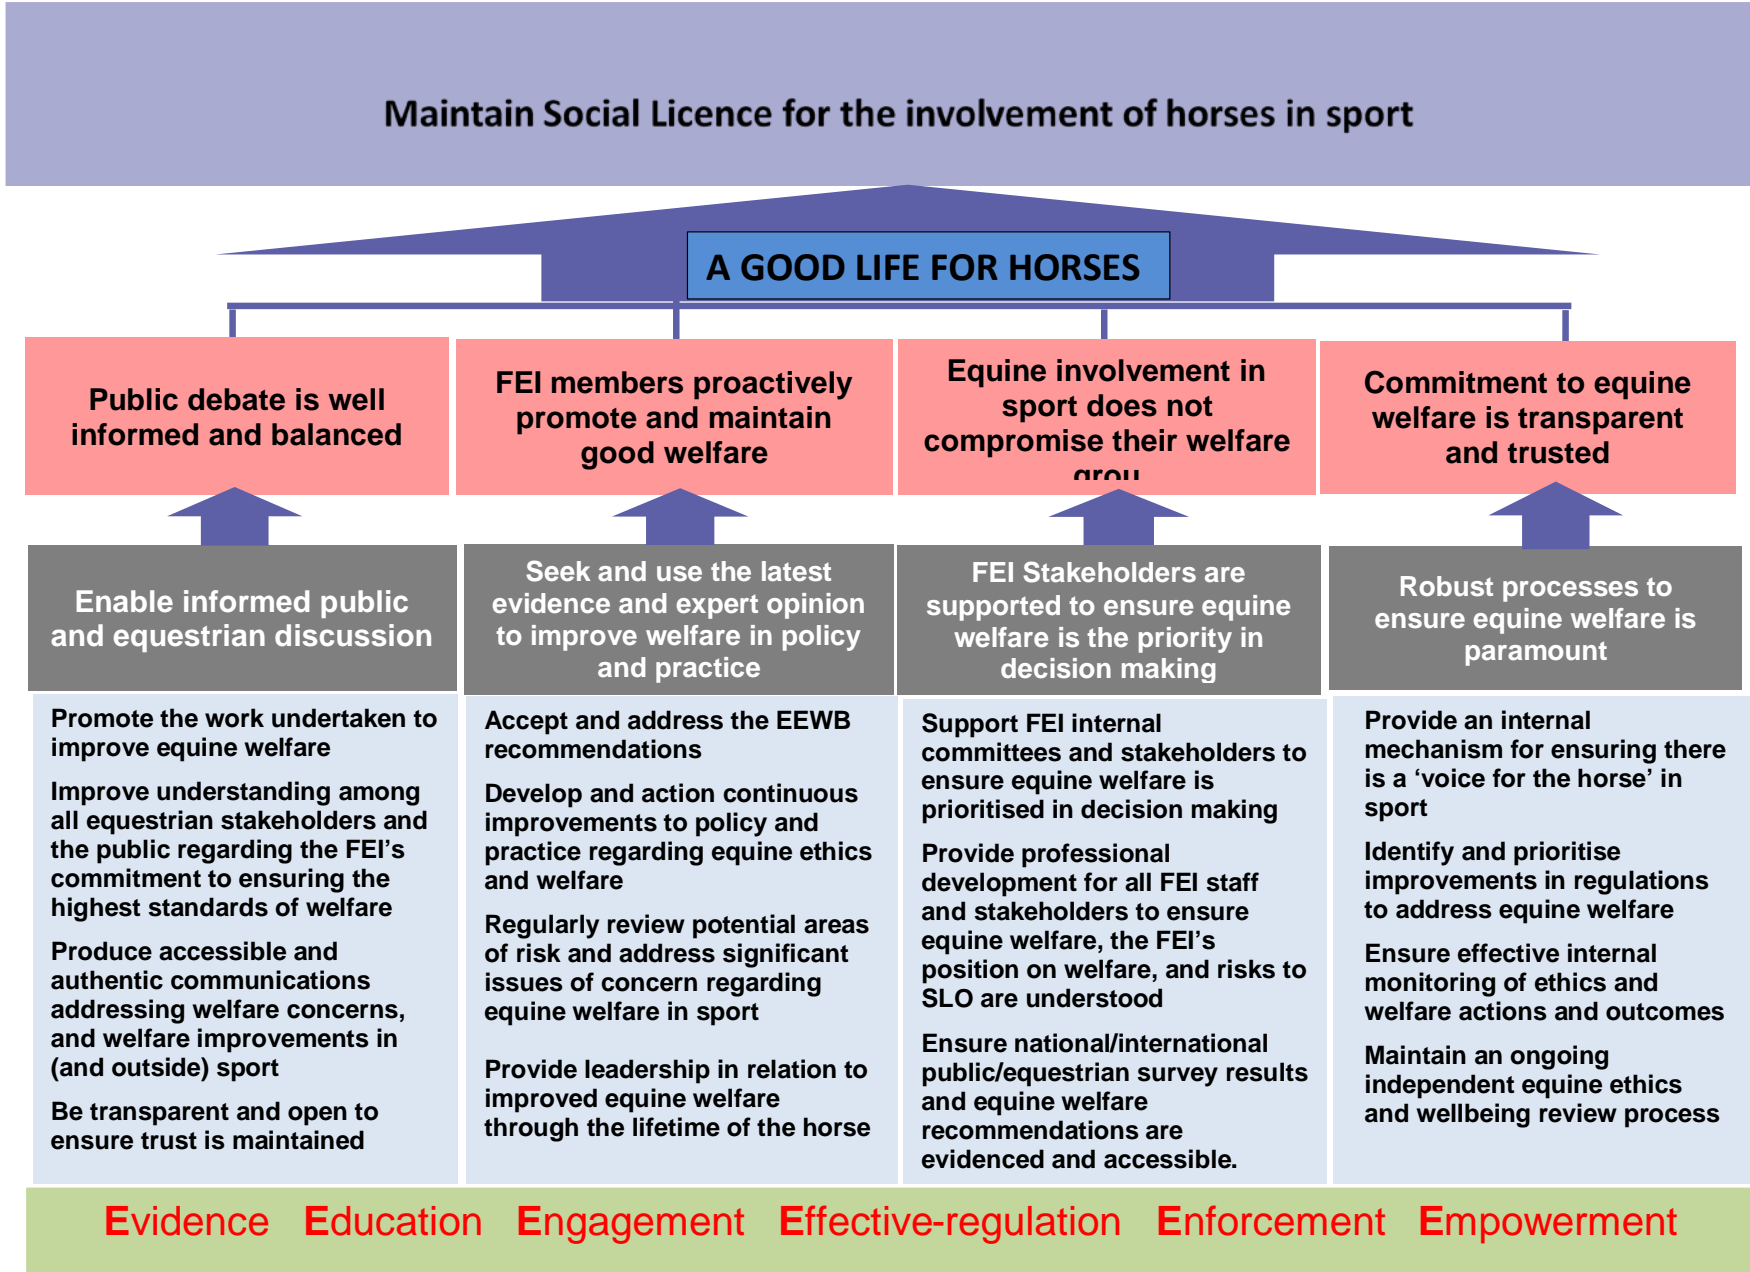 Maintain Social Licence for the involvement of horses in sport
A GOOD LIFE FOR HORSES
Public debate is well
informed and balanced
FEI members proactively
promote and maintain
good welfare
Equine involvement in
sport does not
compromise their welfare
grou
Commitment to equine
welfare is transparent
and trusted
Enable informed public
and equestrian discussion
Seek and use the latest
evidence and expert opinion
to improve welfare in policy
and practice
FEI Stakeholders are
supported to ensure equine
welfare is the priority in
decision making
Robust processes to
ensure equine welfare is
paramount
Promote the work undertaken to
improve equine welfare
Improve understanding among
all equestrian stakeholders and
the public regarding the FEI’s
commitment to ensuring the
highest standards of welfare
Produce accessible and
authentic communications
addressing welfare concerns,
and welfare improvements in
(and outside) sport
Be transparent and open to
ensure trust is maintained
Accept and address the EEWB
recommendations
Develop and action continuous
improvements to policy and
practice regarding equine ethics
and welfare
Regularly review potential areas
of risk and address significant
issues of concern regarding
equine welfare in sport
Provide leadership in relation to
improved equine welfare
through the lifetime of the horse
Support FEI internal
committees and stakeholders to
ensure equine welfare is
prioritised in decision making
Provide professional
development for all FEI staff
and stakeholders to ensure
equine welfare, the FEI’s
position on welfare, and risks to
SLO are understood
Ensure national/international
public/equestrian survey results
and equine welfare
recommendations are
evidenced and accessible.
Provide an internal
mechanism for ensuring there
is a ‘voice for the horse’ in
sport
Identify and prioritise
improvements in regulations
to address equine welfare
Ensure effective internal
monitoring of ethics and
welfare actions and outcomes
Maintain an ongoing
independent equine ethics
and wellbeing review process
Evidence Education Engagement Effective-regulation Enforcement Empowerment